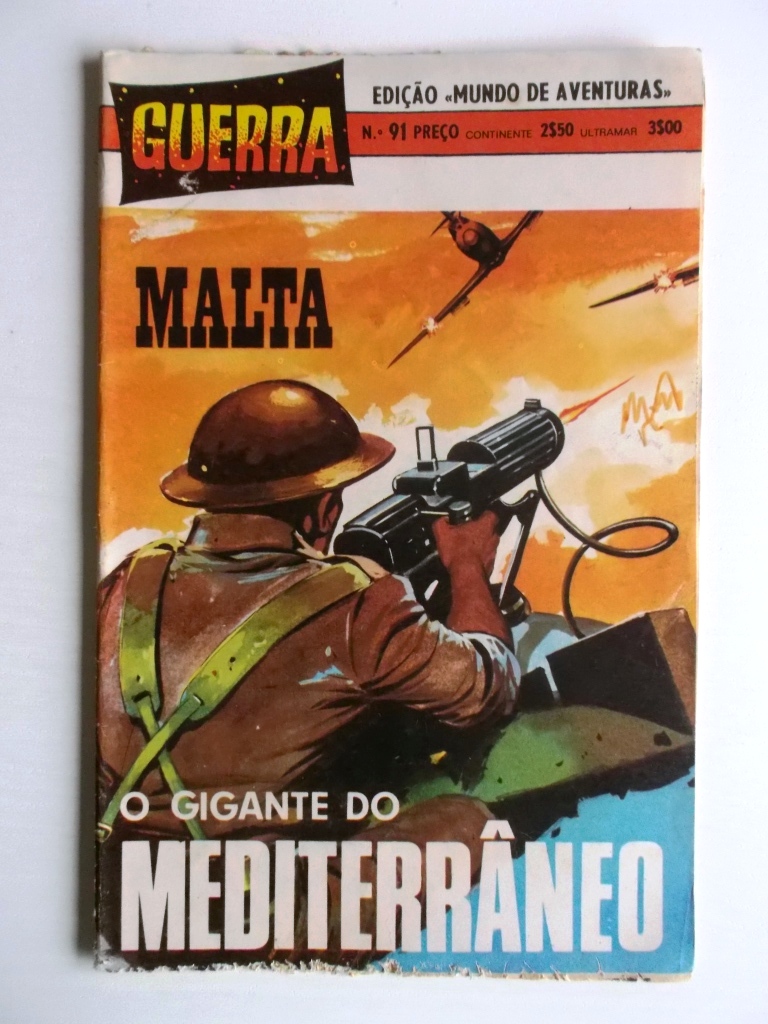 GUERRA
EDIÇÃO «MUNDO DE AVENTURAS»
N.º 91 PREÇO CONTINENTE 2$50 ULTRAMAR 3$00
MALTA
O GIGANTE DO
MEDITERRÂNEO